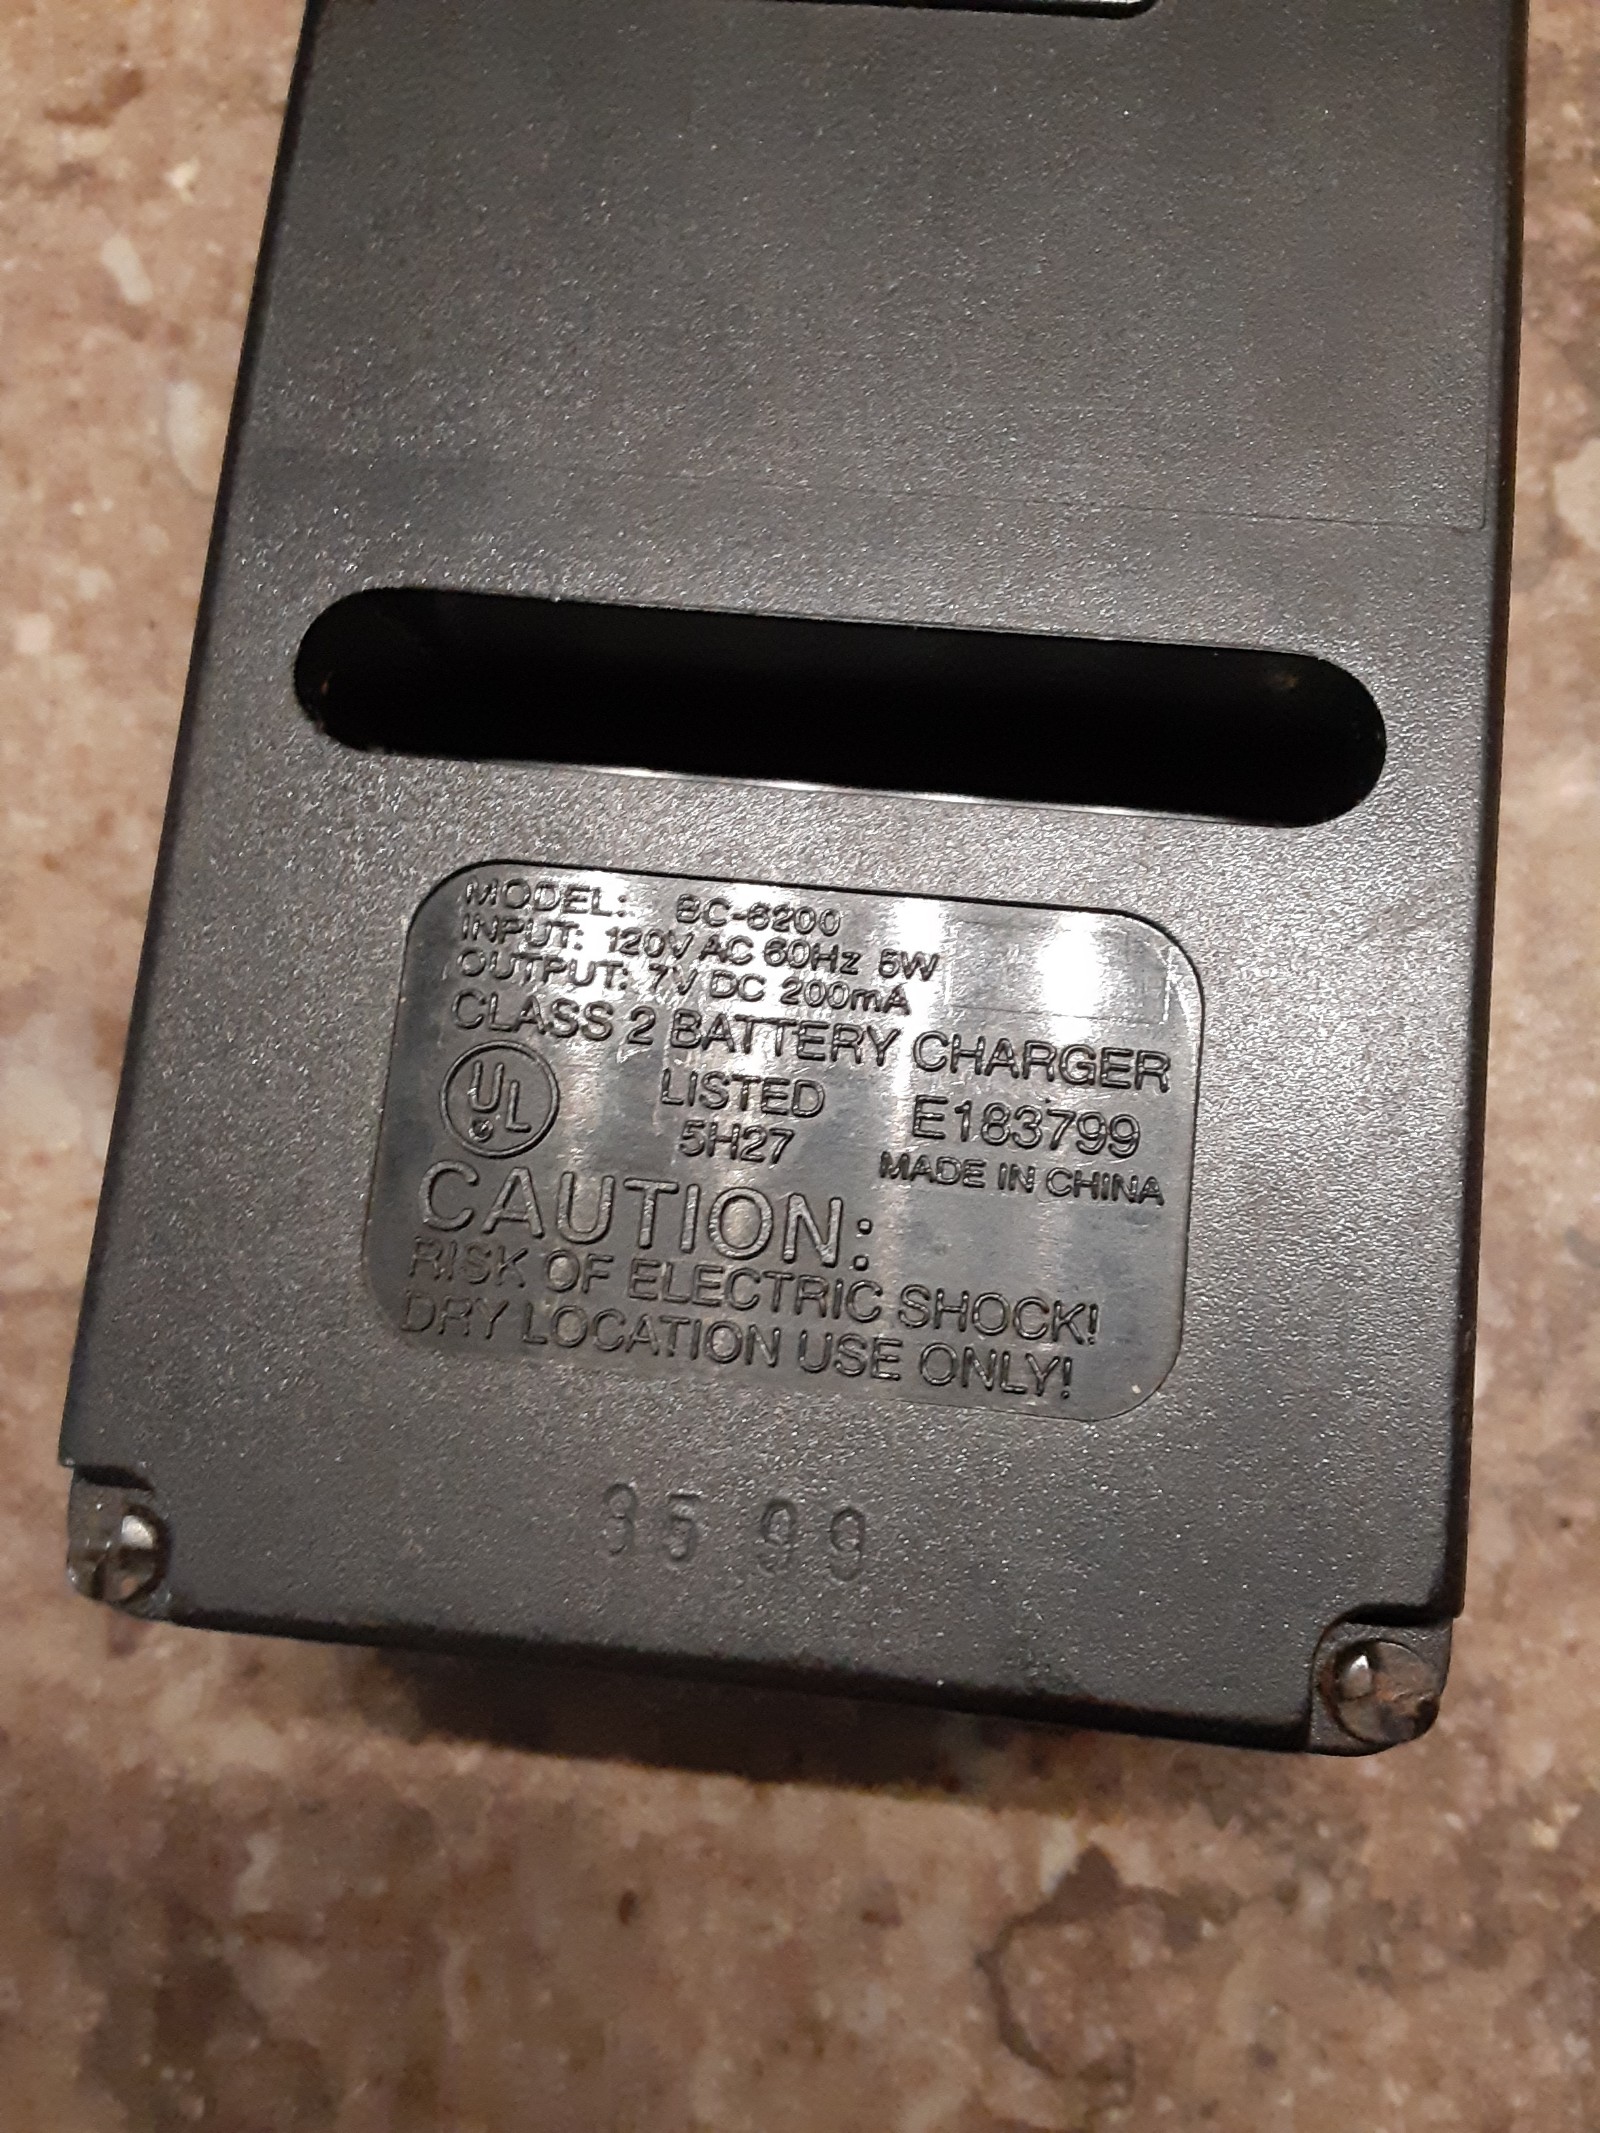 MODEL: BC-6200
INPUT: 120V AC 60Hz 5W
OUTPUT: 7V DC 200mA
CLASS 2 BATTERY CHARGER
UL LISTED E183799
5H27 MADE IN CHINA
CAUTION:
RISK OF ELECTRIC SHOCK!
DRY LOCATION USE ONLY!
35 99